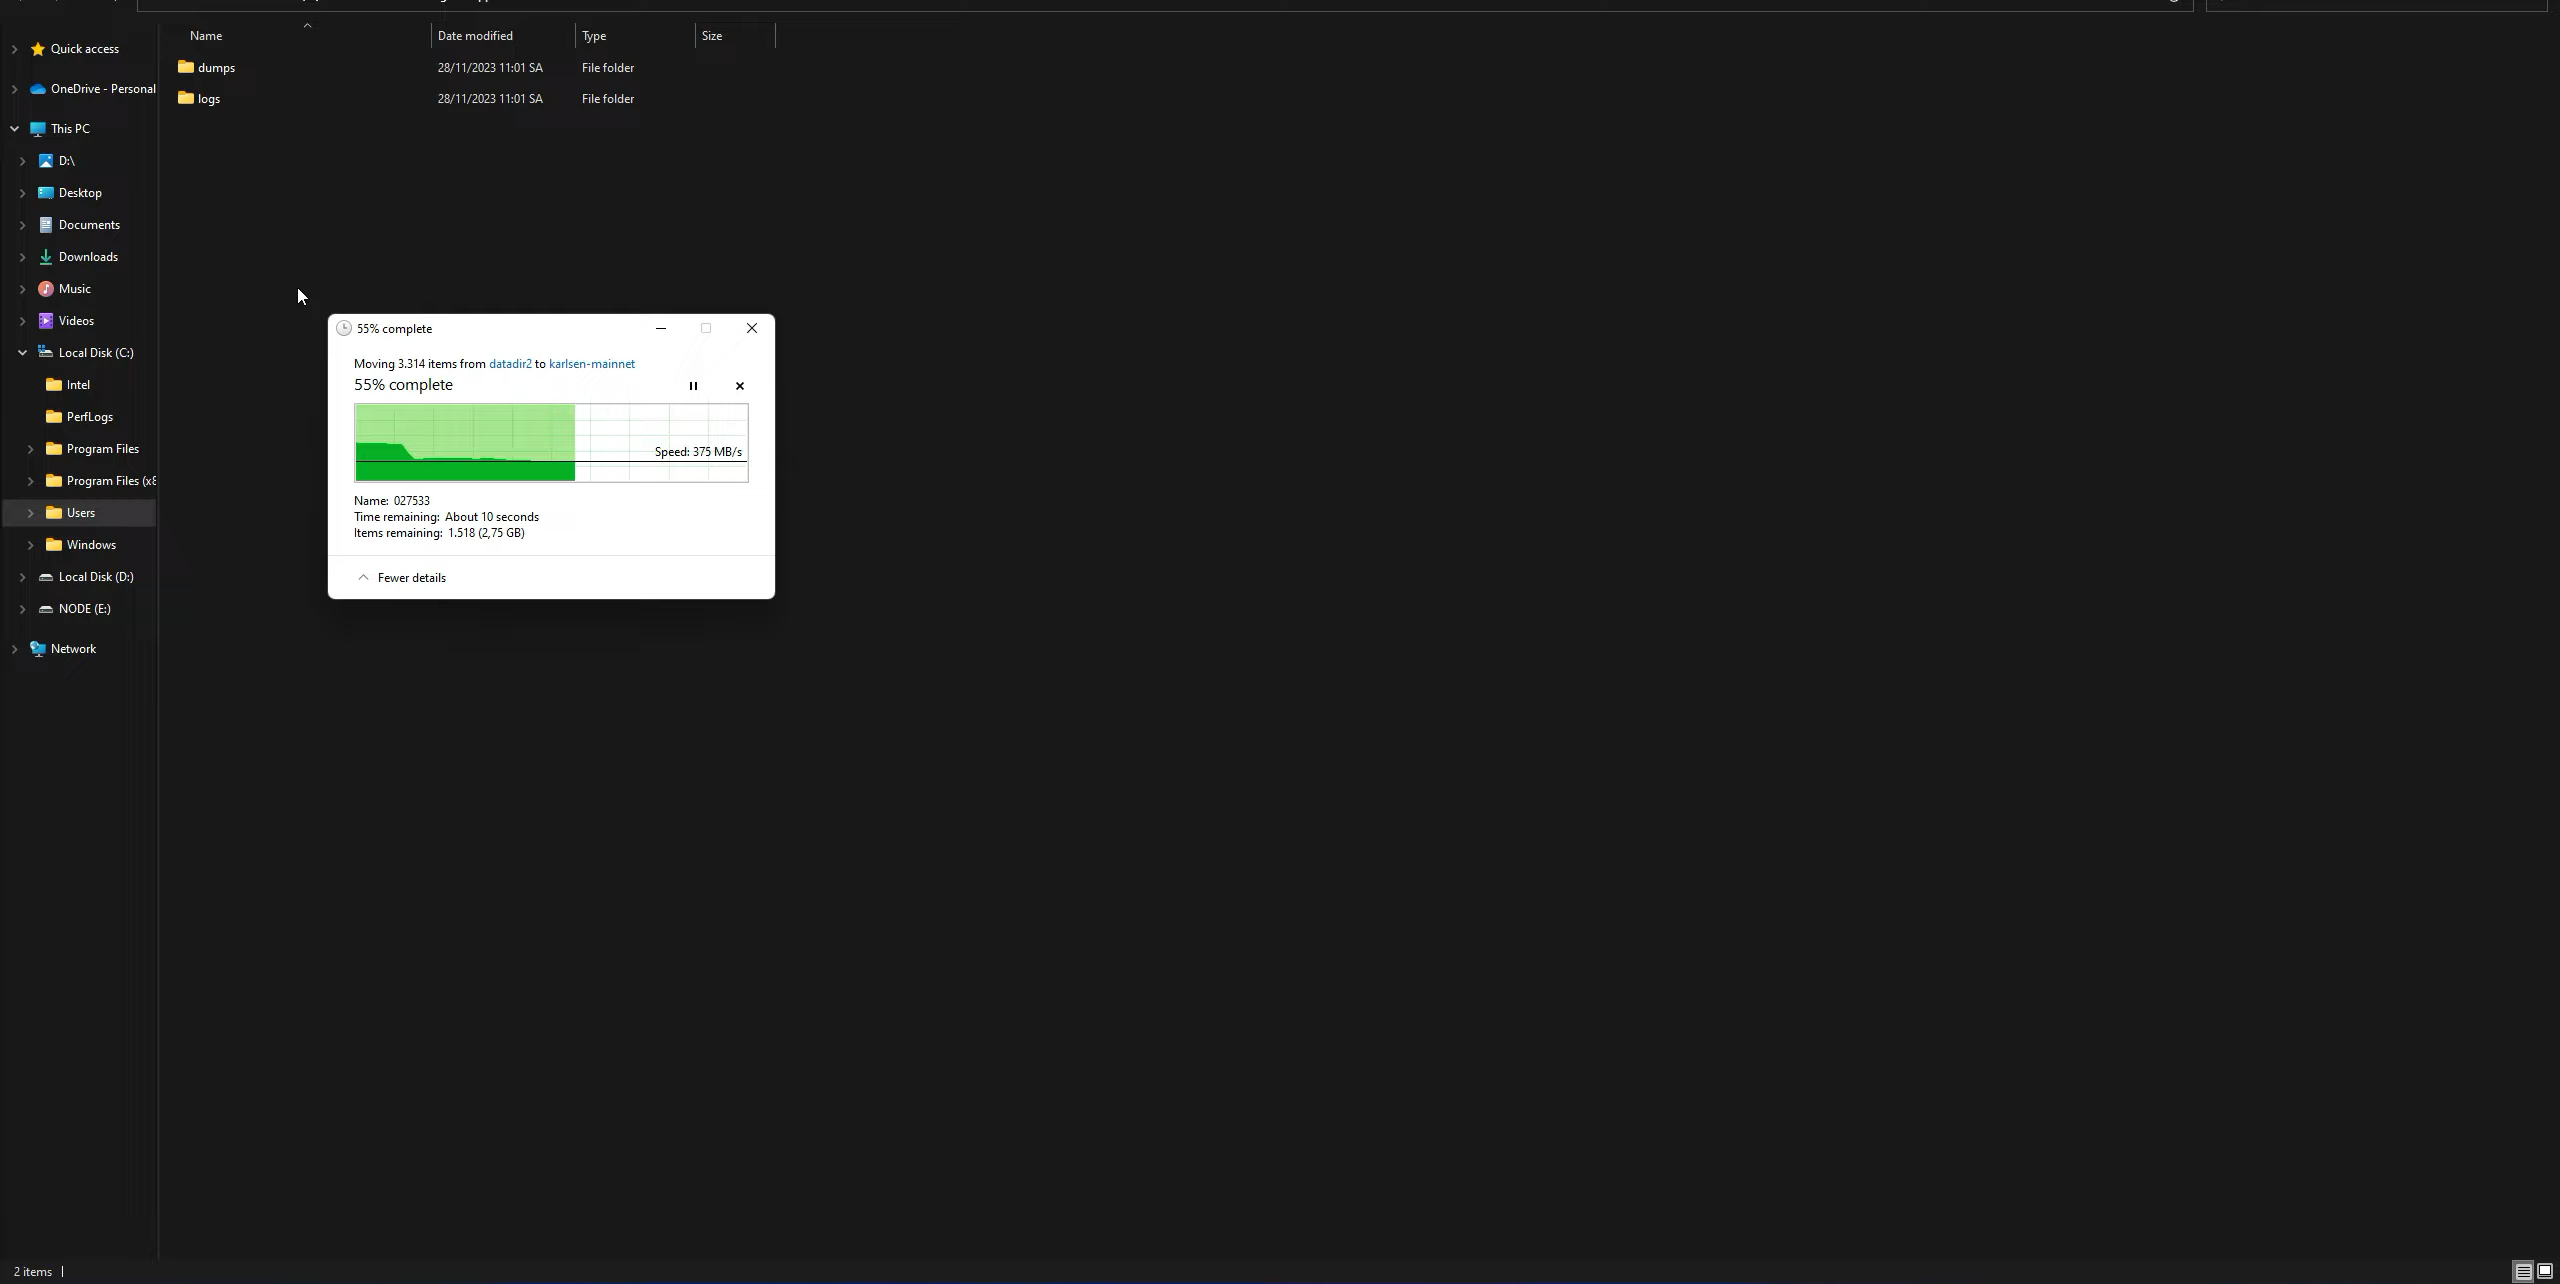 Name Date modified Type Size
Quick access
dumps 28/11/2023 11:01 SA File folder
OneDrive - Personal
logs 28/11/2023 11:01 SA File folder
This PC
D:\
Desktop
Documents
Downloads
Music
Videos
Local Disk (C:)
Intel
PerfLogs
Program Files
Program Files (x8
Users
Windows
Local Disk (D:)
NODE (E:)
Network
55% complete
Moving 3.314 items from datadir2 to karlsen-mainnet
55% complete
Speed: 375 MB/s
Name: 027533
Time remaining: About 10 seconds
Items remaining: 1.518 (2,75 GB)
Fewer details
2 items